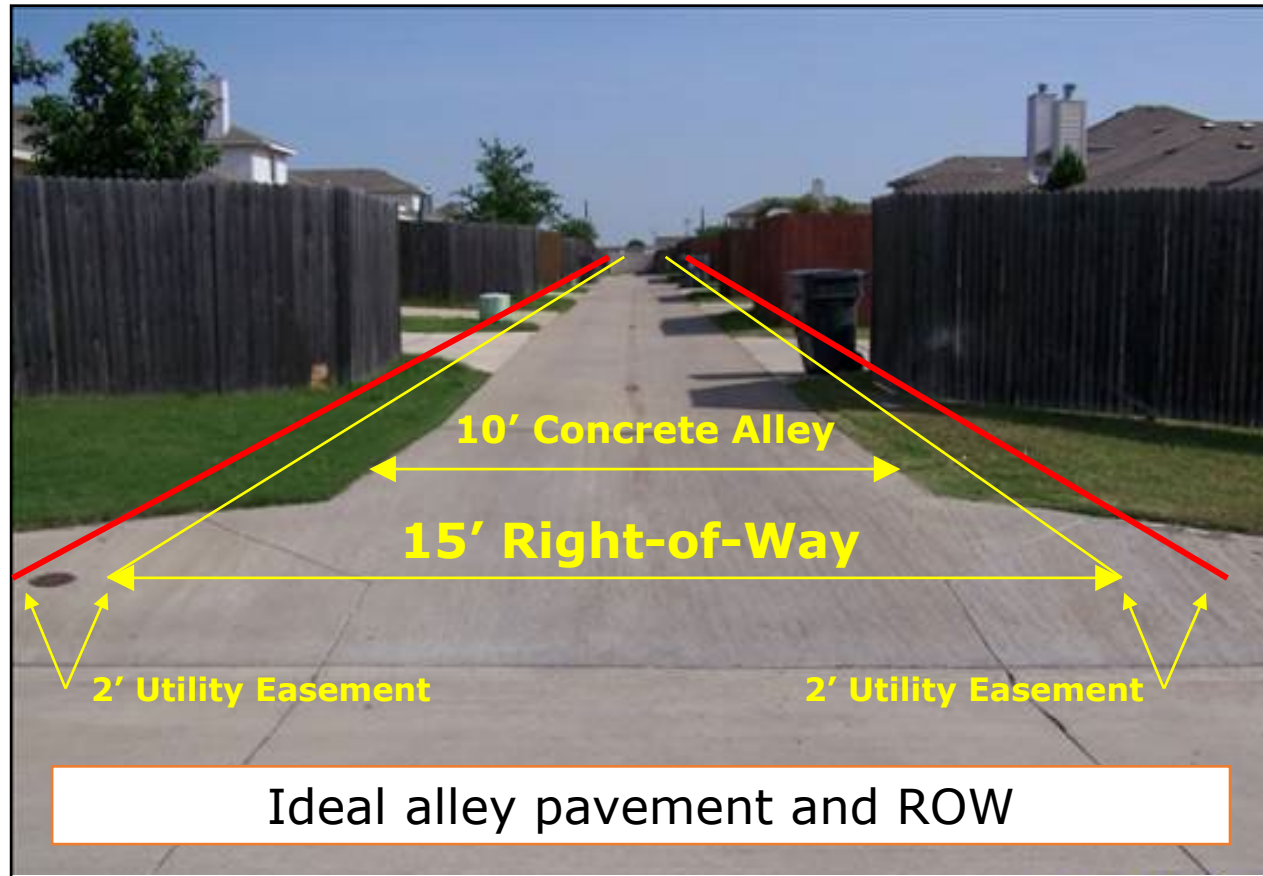 10’ Concrete Alley
15’ Right-of-Way
2’ Utility Easement
2’ Utility Easement
Ideal alley pavement and ROW